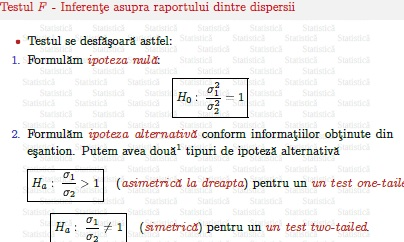 Testul F - Inferenţe asupra raportului dintre dispersii
• Testul se desfăşoară astfel:
1. Formulăm ipoteza nulă:
H₀ : σ₁²/σ₂² = 1
2. Formulăm ipoteza alternativă conform informaţiilor obţinute din
eşantion. Putem avea două¹ tipuri de ipoteză alternativă
Hₐ : σ₁/σ₂ > 1 (asimetrică la dreapta) pentru un un test one-taile
Hₐ : σ₁/σ₂ ≠ 1 (simetrică) pentru un un test two-tailed.